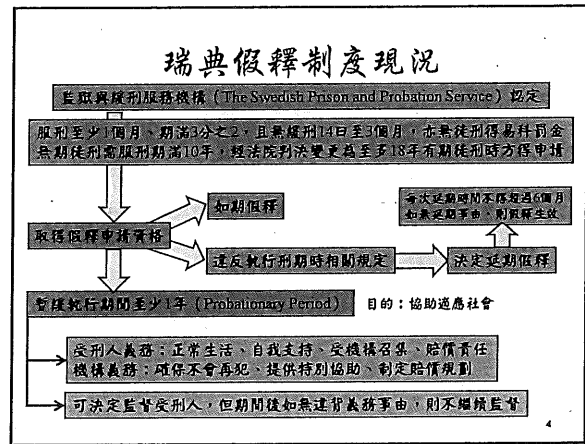 瑞典假釋制度現況
監獄與緩刑服務機構（The Swedish Prison and Probation Service）協定
服刑至少1個月、期滿3分之2，且無緩刑14日至3個月，亦無徒刑得易科罰金
無期徒刑需服刑期滿10年，經法院判決變更為至多18年有期徒刑時方得申請
每次延期時間不得超過6個月
如無延期事由，則假釋生效
如期假釋
取得假釋申請資格
違反執行刑期時相關規定
決定延期假釋
暫緩執行期間至少1年（Probationary Period）
目的：協助適應社會
受刑人義務：正常生活、自我支持、受機構召集、賠償責任
機構義務：確保不會再犯、提供特別協助、制定賠償規劃
可決定監督受刑人，但期間後如無違背義務事由，則不繼續監督
4